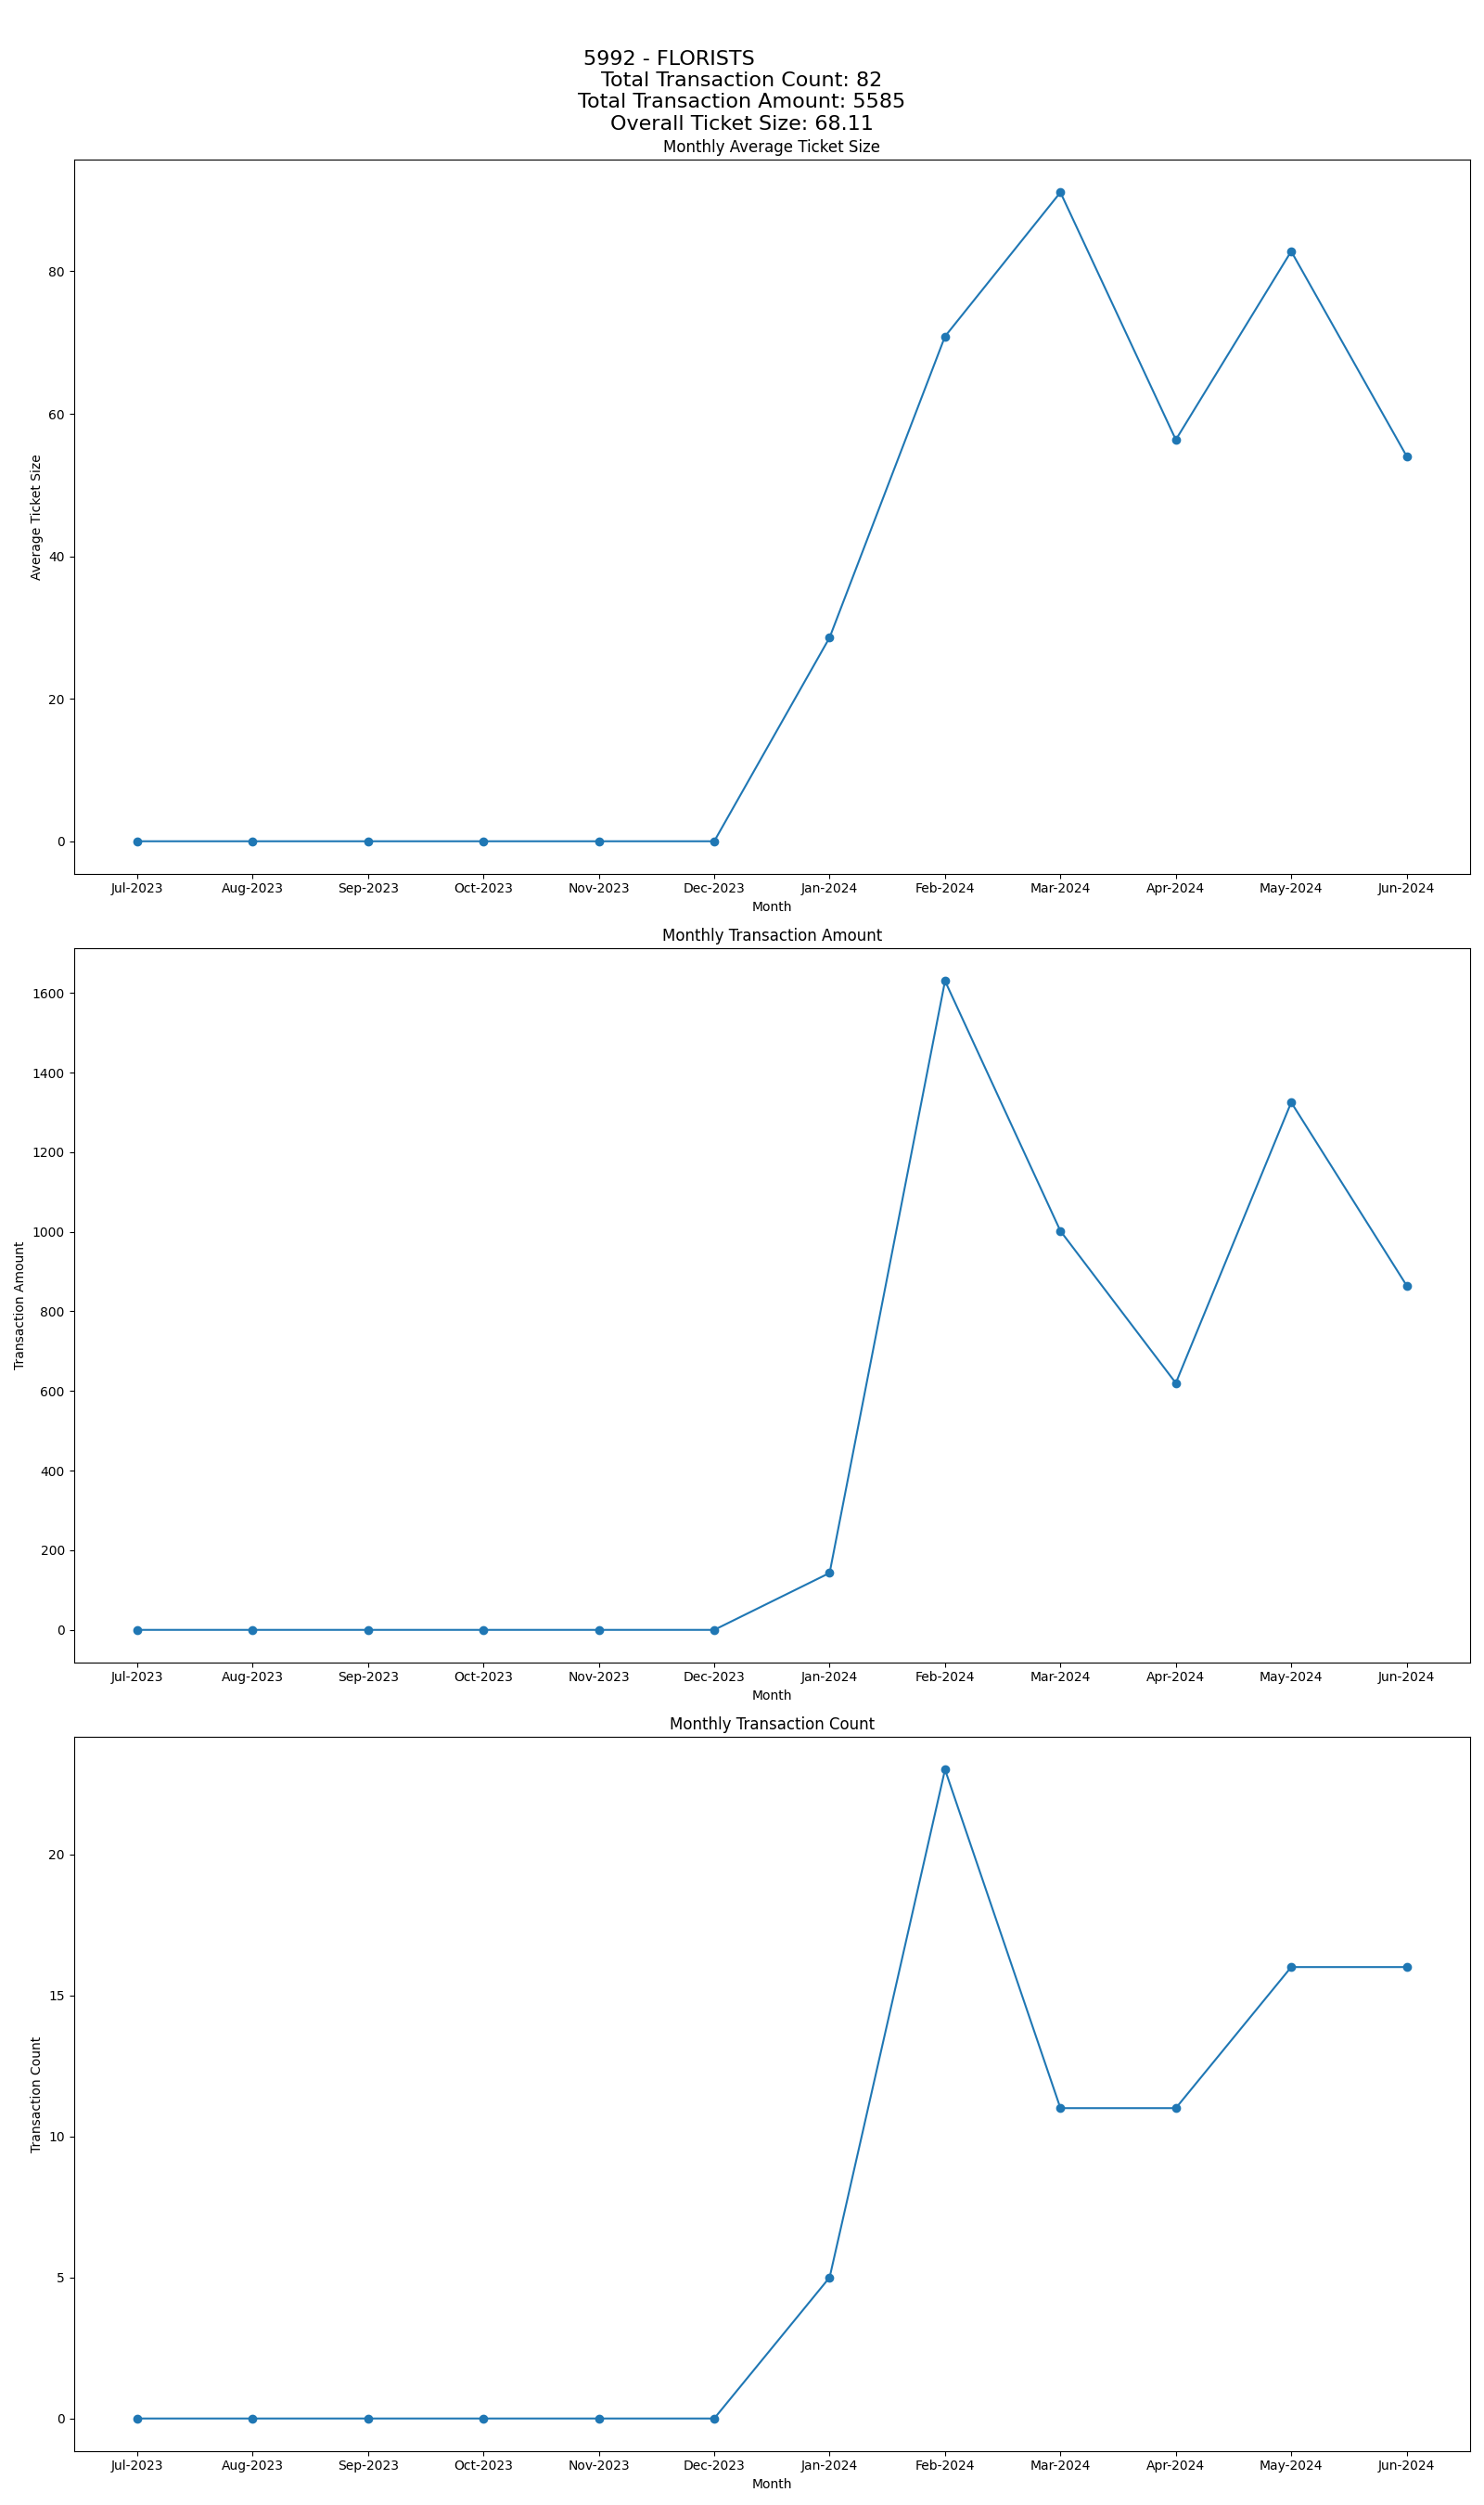 5992 - FLORISTS
Total Transaction Count: 82
Total Transaction Amount: 5585
Overall Ticket Size: 68.11
Monthly Average Ticket Size
80
60
40
20
0
Average Ticket Size
Jul-2023 Aug-2023 Sep-2023 Oct-2023 Nov-2023 Dec-2023 Jan-2024 Feb-2024 Mar-2024 Apr-2024 May-2024 Jun-2024
Month
Monthly Transaction Amount
1600
1400
1200
1000
800
600
400
200
0
Transaction Amount
Jul-2023 Aug-2023 Sep-2023 Oct-2023 Nov-2023 Dec-2023 Jan-2024 Feb-2024 Mar-2024 Apr-2024 May-2024 Jun-2024
Month
Monthly Transaction Count
20
15
10
5
0
Transaction Count
Jul-2023 Aug-2023 Sep-2023 Oct-2023 Nov-2023 Dec-2023 Jan-2024 Feb-2024 Mar-2024 Apr-2024 May-2024 Jun-2024
Month